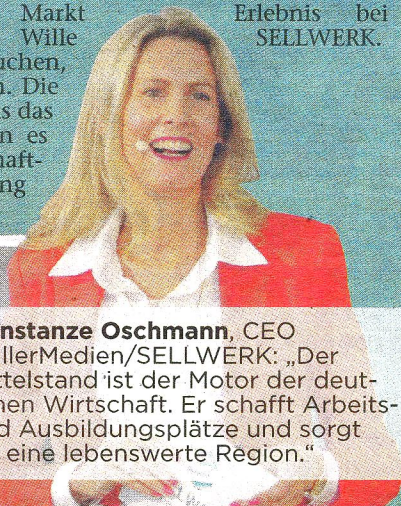 Markt
Wille
uchen,
n. Die
s das
n es
haft-
ng
Erlebnis bei
SELLWERK.
nstanze Oschmann, CEO
llerMedien/SELLWERK: „Der
ttelstand ist der Motor der deut-
hen Wirtschaft. Er schafft Arbeits-
d Ausbildungsplätze und sorgt
eine lebenswerte Region.“